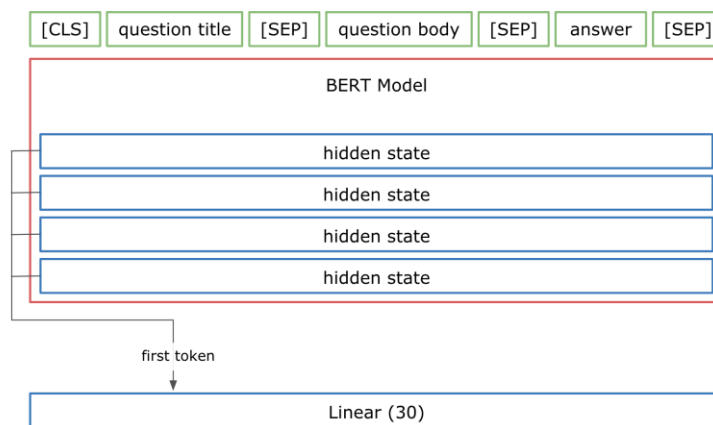 [CLS] question title [SEP] question body [SEP] answer [SEP]
BERT Model
hidden state
hidden state
hidden state
hidden state
first token
Linear (30)